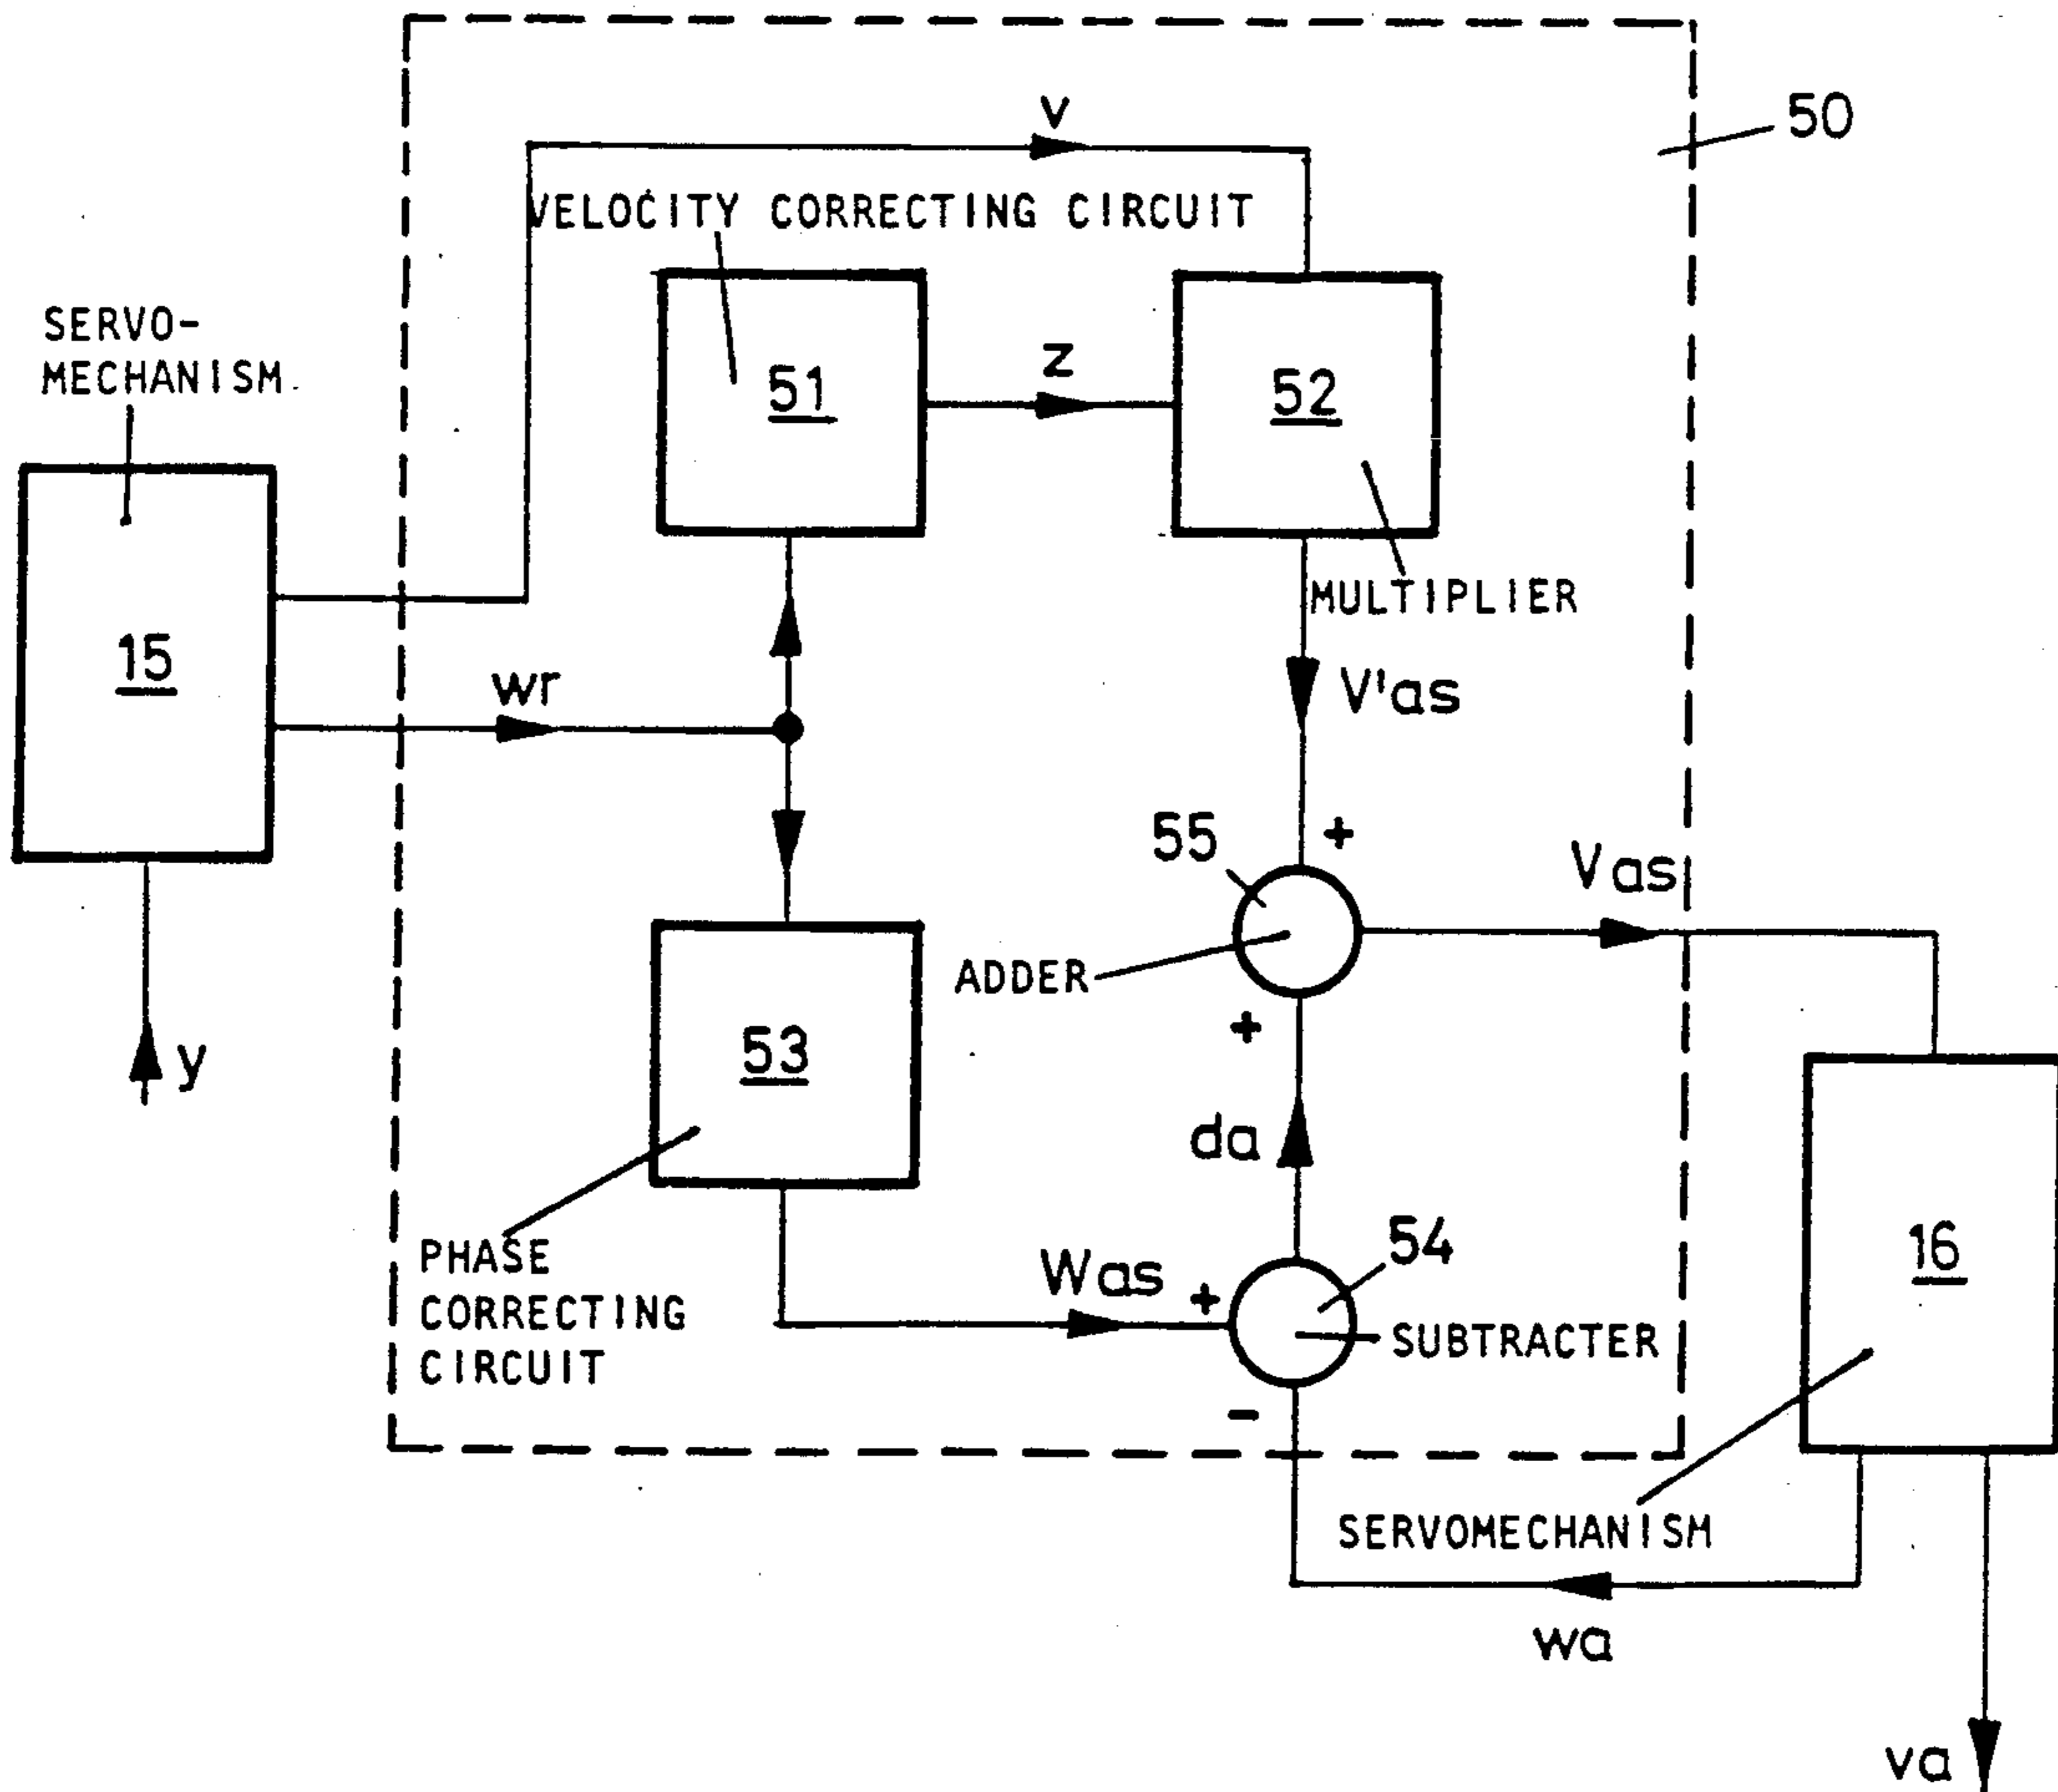 50
v
VELOCITY CORRECTING CIRCUIT
SERVO-
MECHANISM
51
z
52
MULTIPLIER
15
wr
V'as
55
+
Vas
ADDER
+
53
y
da
54
16
PHASE
CORRECTING
CIRCUIT
Was
+
SUBTRACTER
-
SERVOMECHANISM
wa
va